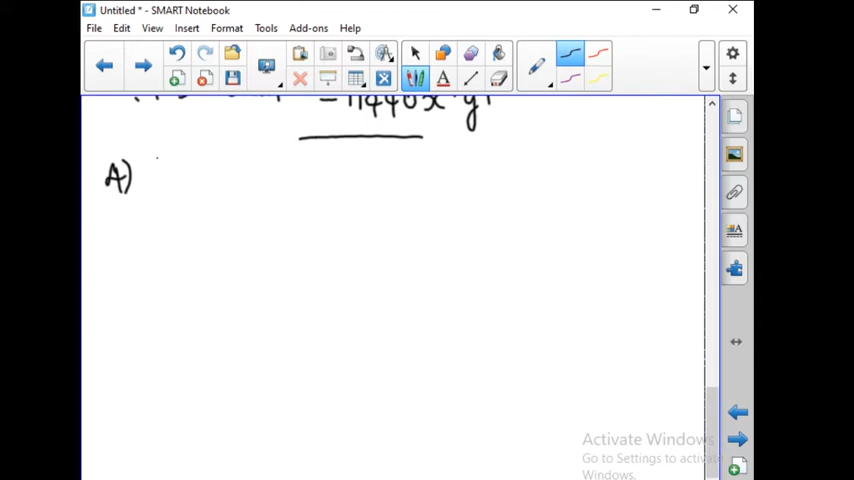 Untitled * - SMART Notebook
File Edit View Insert Format Tools Add-ons Help
A)
Activate Windows
Go to Settings to activate
Windows.